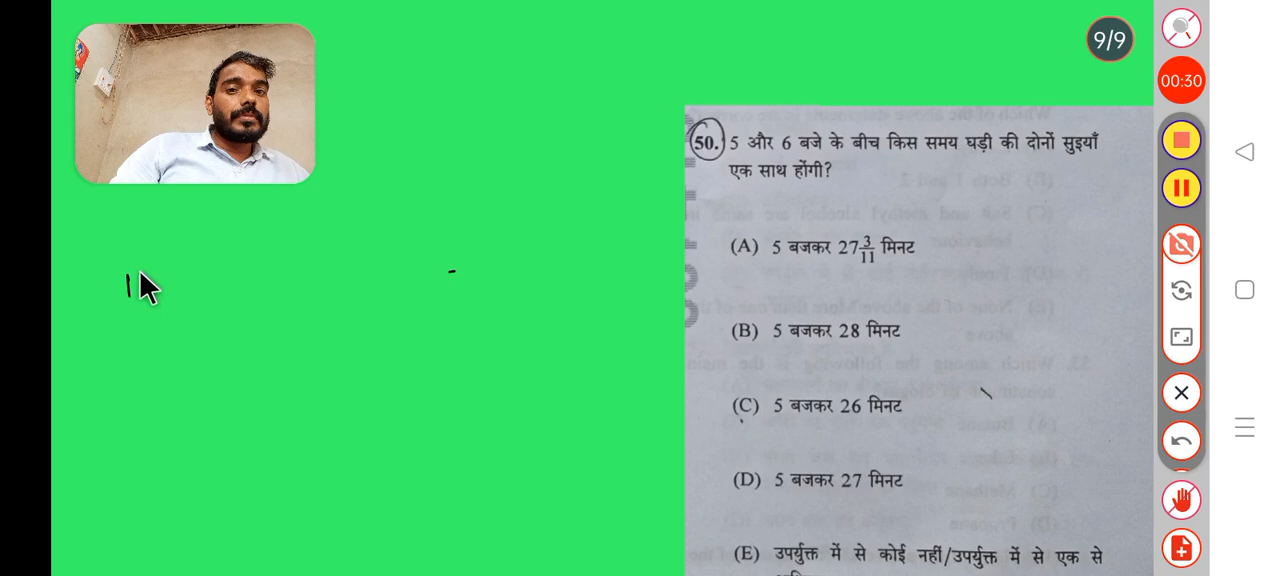 9/9
00:30
50. 5 और 6 बजे के बीच किस समय घड़ी की दोनों सुइयाँ
एक साथ होंगी?
(A) 5 बजकर 27 3/11 मिनट
(B) 5 बजकर 28 मिनट
(C) 5 बजकर 26 मिनट
(D) 5 बजकर 27 मिनट
(E) उपर्युक्त में से कोई नहीं/उपर्युक्त में से एक से